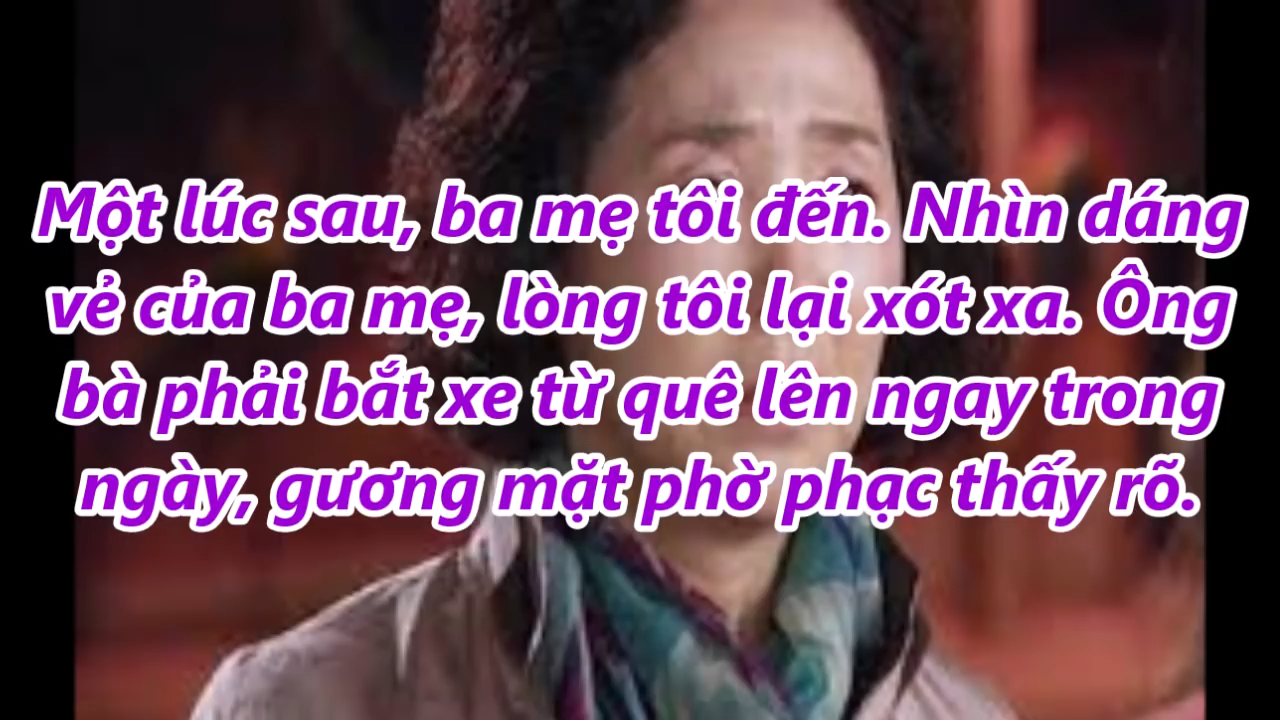 Một lúc sau, ba mẹ tôi đến. Nhìn dáng
vẻ của ba mẹ, lòng tôi lại xót xa. Ông
bà phải bắt xe từ quê lên ngay trong
ngày, gương mặt phờ phạc thấy rõ.